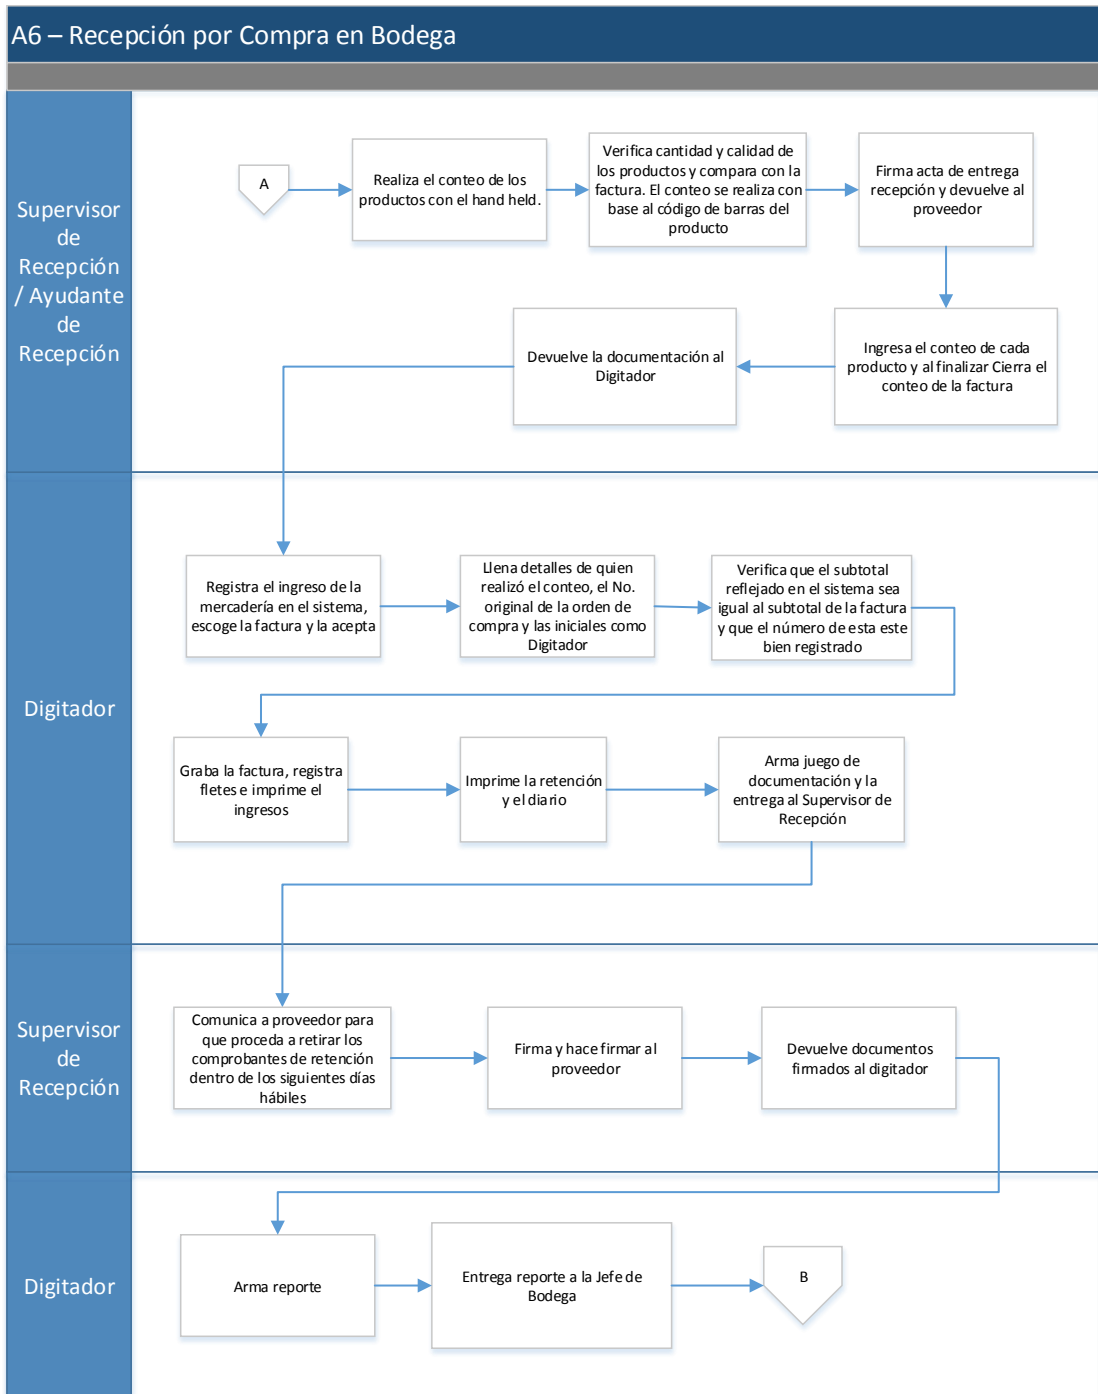 A6 – Recepción por Compra en Bodega
Supervisor
de
Recepción
/ Ayudante
de
Recepción
A
Realiza el conteo de los
productos con el hand held.
Verifica cantidad y calidad de
los productos y compara con la
factura. El conteo se realiza con
base al código de barras del
producto
Firma acta de entrega
recepción y devuelve al
proveedor
Devuelve la documentación al
Digitador
Ingresa el conteo de cada
producto y al finalizar Cierra el
conteo de la factura
Digitador
Registra el ingreso de la
mercadería en el sistema,
escoge la factura y la acepta
Llena detalles de quien
realizó el conteo, el No.
original de la orden de
compra y las iniciales como
Digitador
Verifica que el subtotal
reflejado en el sistema sea
igual al subtotal de la factura
y que el número de esta este
bien registrado
Graba la factura, registra
fletes e imprime el
ingresos
Imprime la retención
y el diario
Arma juego de
documentación y la
entrega al Supervisor de
Recepción
Supervisor
de
Recepción
Comunica a proveedor para
que proceda a retirar los
comprobantes de retención
dentro de los siguientes días
hábiles
Firma y hace firmar al
proveedor
Devuelve documentos
firmados al digitador
Digitador
Arma reporte
Entrega reporte a la Jefe de
Bodega
B